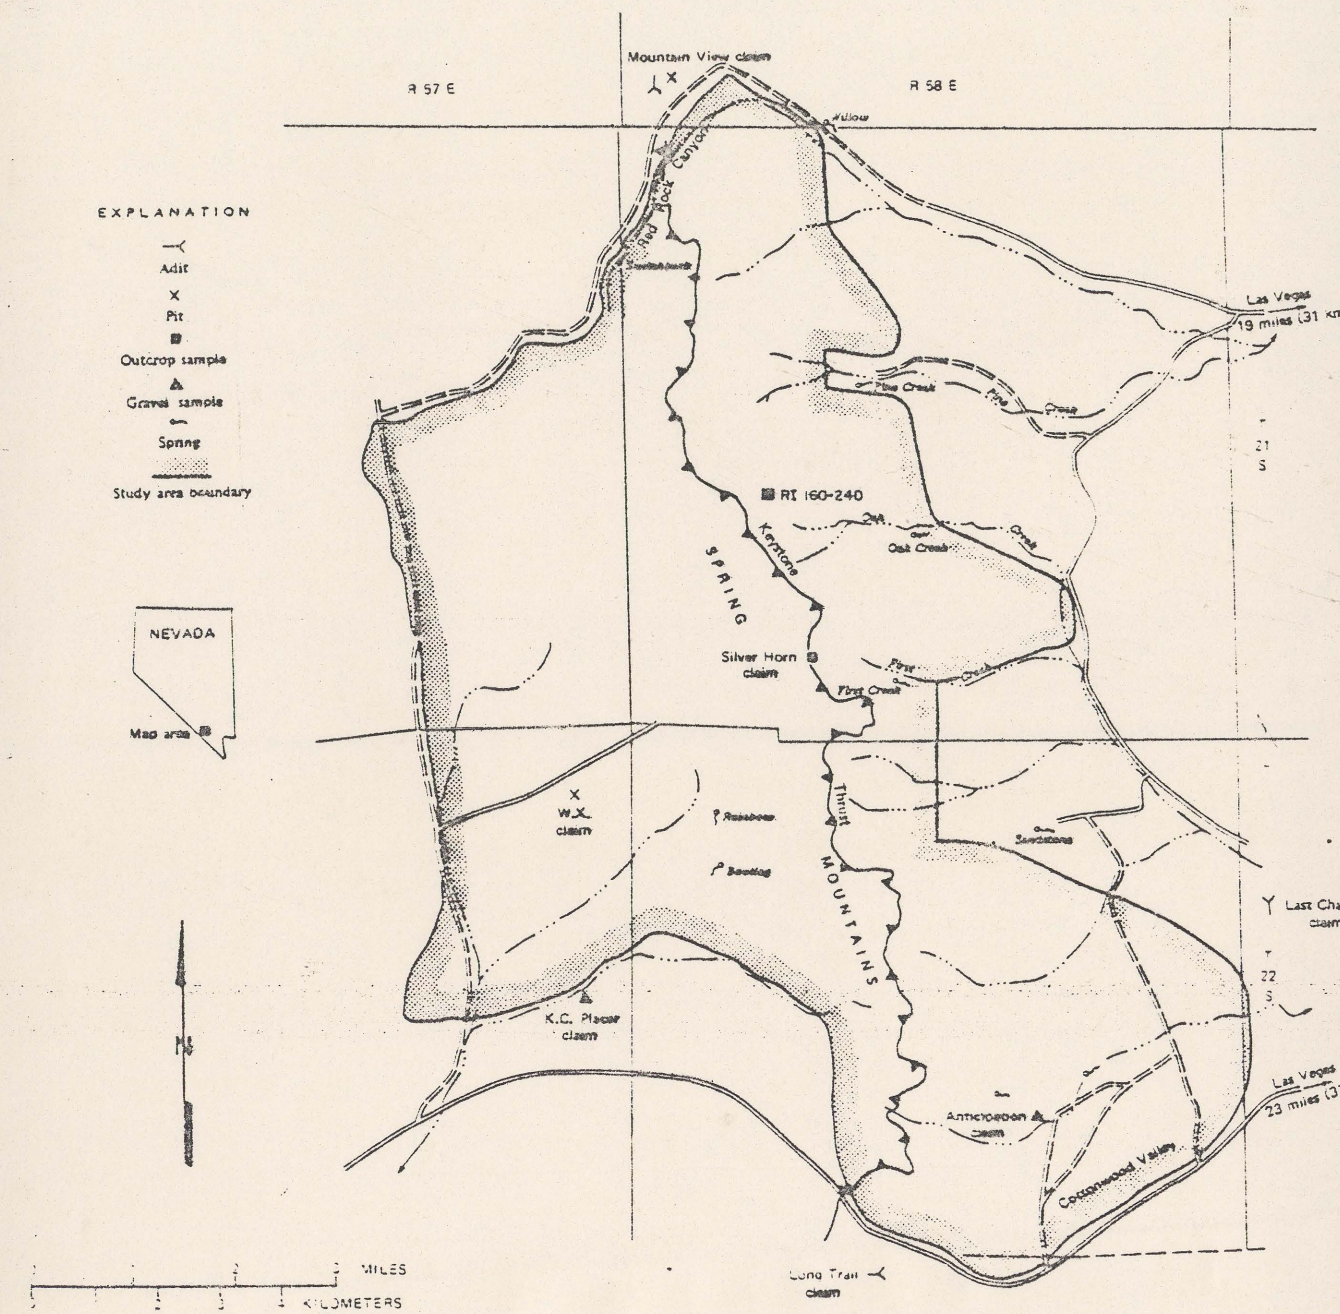 Mountain View claim
R 57 E
R 58 E
Willow
Red Rock Canyon
EXPLANATION
Adit
Pit
Outcrop sample
Gravel sample
Spring
Study area boundary
Las Vegas
19 miles (31 km
Pine Creek
Pine Creek
T
21
S
RI 160-240
Oak Creek
Oak Creek
Keystone
SPRING
NEVADA
Map area
Silver Horn
claim
First Creek
First Creek
W.X.
claim
Thrust
Rainbow
Bootleg
Sandstone
MOUNTAINS
Last Cha
claim
T
22
S
K.C. Placer
claim
N
Anticipation
claim
Las Vegas
23 miles (3
Cottonwood Valley
Long Trail
claim
MILES
KILOMETERS